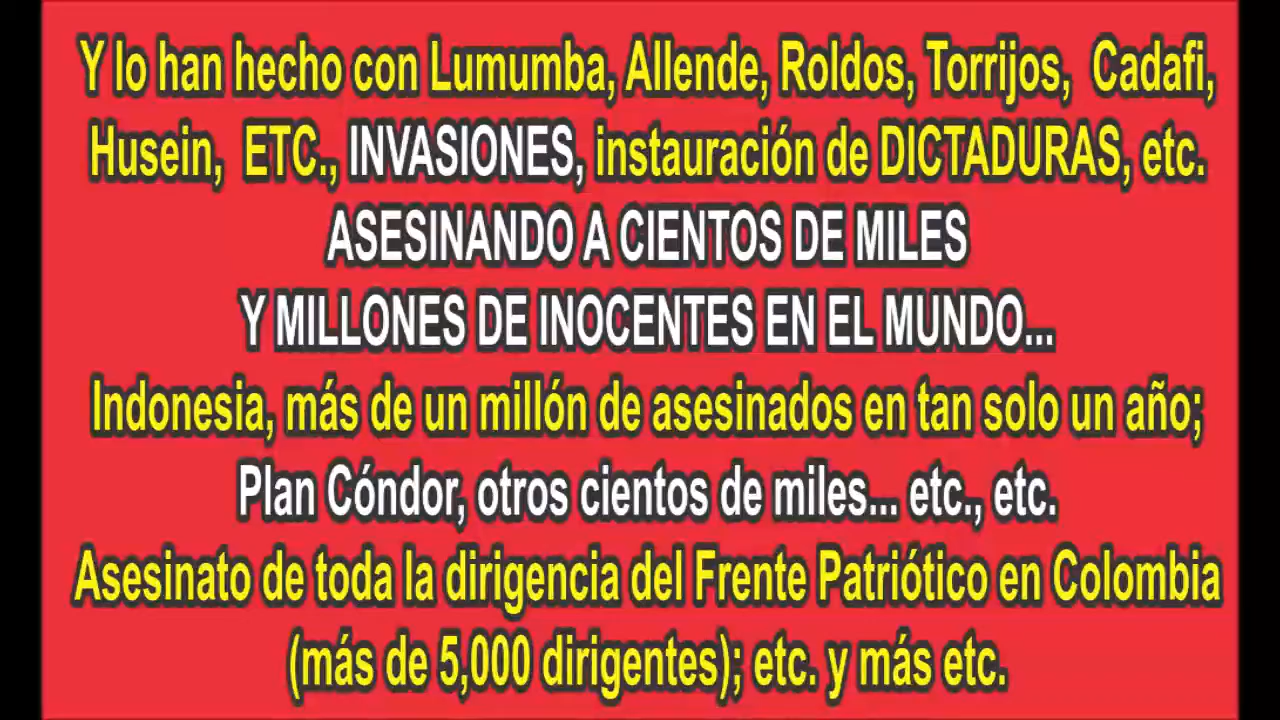 Y lo han hecho con Lumumba, Allende, Roldos, Torrijos, Cadafi,
Husein, ETC., INVASIONES, instauración de DICTADURAS, etc.
ASESINANDO A CIENTOS DE MILES
Y MILLONES DE INOCENTES EN EL MUNDO...
Indonesia, más de un millón de asesinados en tan solo un año;
Plan Cóndor, otros cientos de miles... etc., etc.
Asesinato de toda la dirigencia del Frente Patriótico en Colombia
(más de 5,000 dirigentes); etc. y más etc.